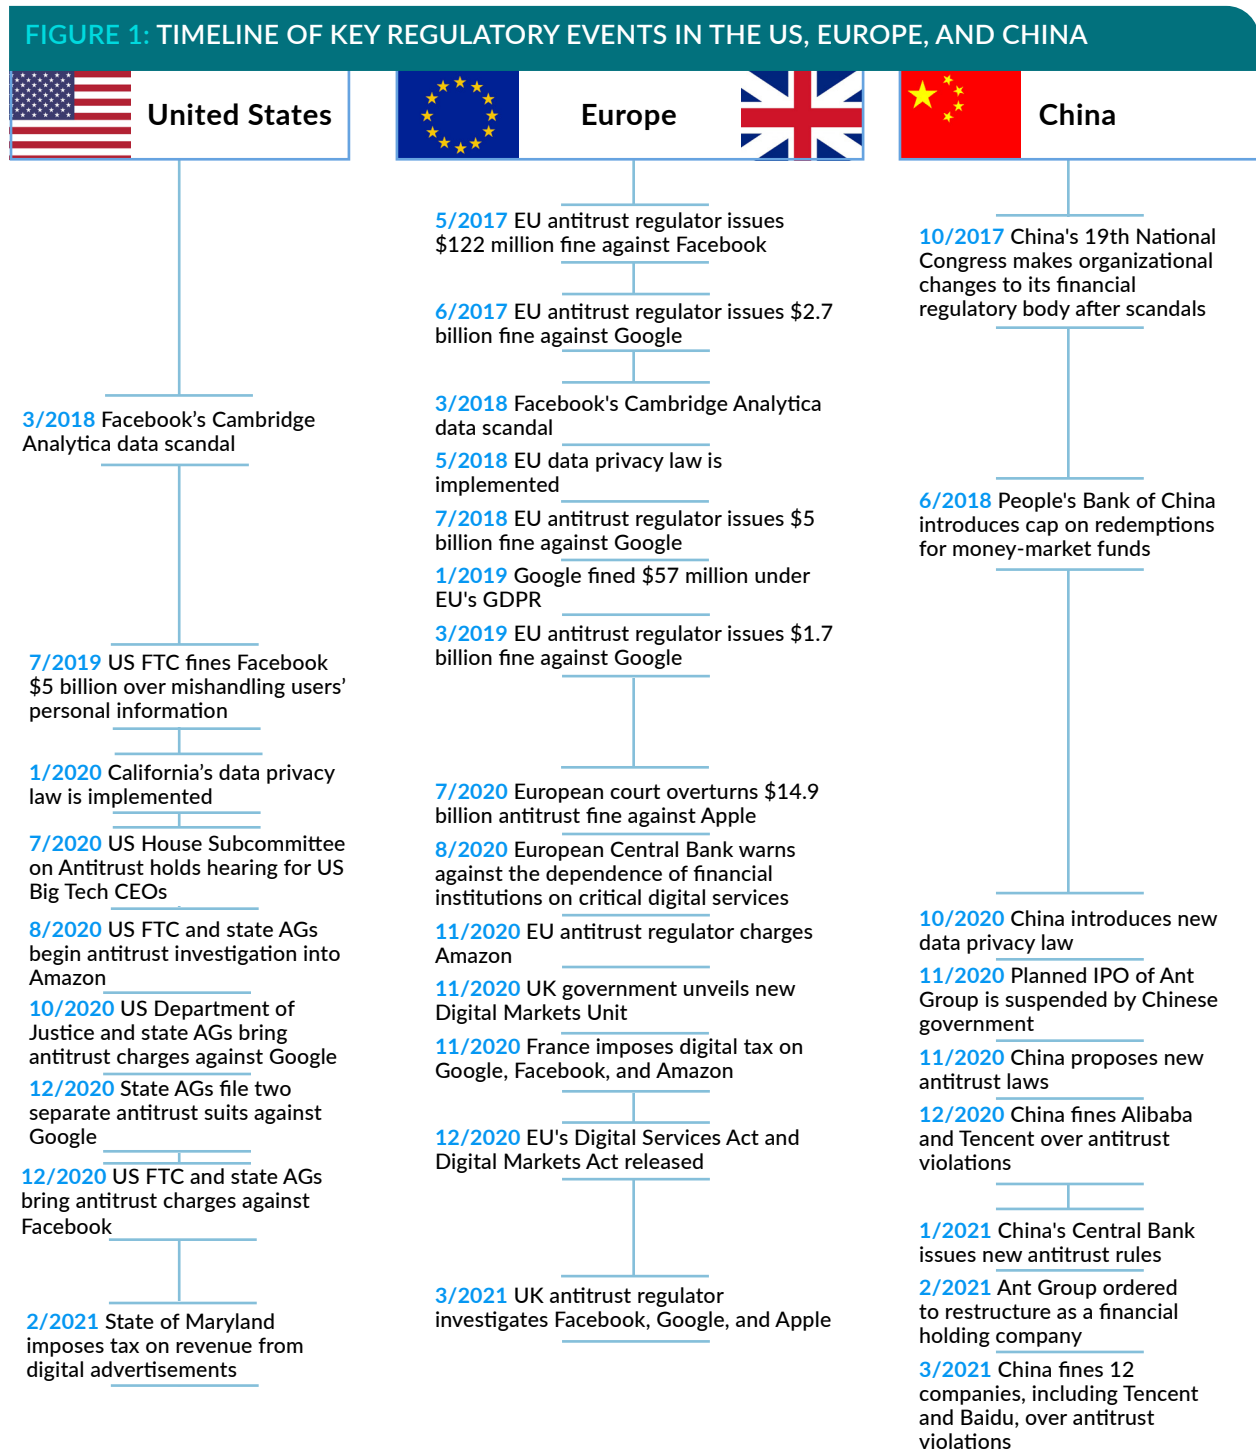 FIGURE 1: TIMELINE OF KEY REGULATORY EVENTS IN THE US, EUROPE, AND CHINA
United States
3/2018 Facebook’s Cambridge
Analytica data scandal
7/2019 US FTC fines Facebook
$5 billion over mishandling users’
personal information
1/2020 California’s data privacy
law is implemented
7/2020 US House Subcommittee
on Antitrust holds hearing for US
Big Tech CEOs
8/2020 US FTC and state AGs
begin antitrust investigation into
Amazon
10/2020 US Department of
Justice and state AGs bring
antitrust charges against Google
12/2020 State AGs file two
separate antitrust suits against
Google
12/2020 US FTC and state AGs
bring antitrust charges against
Facebook
2/2021 State of Maryland
imposes tax on revenue from
digital advertisements
Europe
5/2017 EU antitrust regulator issues
$122 million fine against Facebook
6/2017 EU antitrust regulator issues $2.7
billion fine against Google
3/2018 Facebook's Cambridge Analytica
data scandal
5/2018 EU data privacy law is
implemented
7/2018 EU antitrust regulator issues $5
billion fine against Google
1/2019 Google fined $57 million under
EU's GDPR
3/2019 EU antitrust regulator issues $1.7
billion fine against Google
7/2020 European court overturns $14.9
billion antitrust fine against Apple
8/2020 European Central Bank warns
against the dependence of financial
institutions on critical digital services
11/2020 EU antitrust regulator charges
Amazon
11/2020 UK government unveils new
Digital Markets Unit
11/2020 France imposes digital tax on
Google, Facebook, and Amazon
12/2020 EU's Digital Services Act and
Digital Markets Act released
3/2021 UK antitrust regulator
investigates Facebook, Google, and Apple
China
10/2017 China's 19th National
Congress makes organizational
changes to its financial
regulatory body after scandals
6/2018 People's Bank of China
introduces cap on redemptions
for money-market funds
10/2020 China introduces new
data privacy law
11/2020 Planned IPO of Ant
Group is suspended by Chinese
government
11/2020 China proposes new
antitrust laws
12/2020 China fines Alibaba
and Tencent over antitrust
violations
1/2021 China's Central Bank
issues new antitrust rules
2/2021 Ant Group ordered
to restructure as a financial
holding company
3/2021 China fines 12
companies, including Tencent
and Baidu, over antitrust
violations